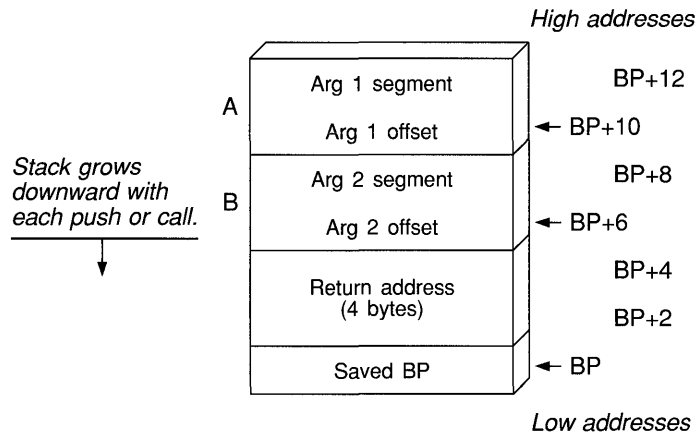 High addresses
A
Arg 1 segment
BP+12
Arg 1 offset
BP+10
Stack grows
downward with
each push or call.
B
Arg 2 segment
BP+8
Arg 2 offset
BP+6
Return address
(4 bytes)
BP+4
BP+2
Saved BP
BP
Low addresses